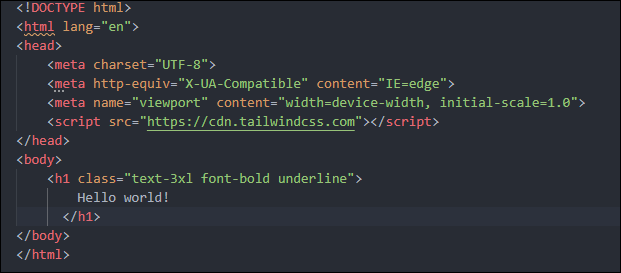 <!DOCTYPE html>
<html lang="en">
<head>
    <meta charset="UTF-8">
    <meta http-equiv="X-UA-Compatible" content="IE=edge">
    <meta name="viewport" content="width=device-width, initial-scale=1.0">
    <script src="https://cdn.tailwindcss.com"></script>
</head>
<body>
    <h1 class="text-3xl font-bold underline">
        Hello world!
      </h1>
</body>
</html>